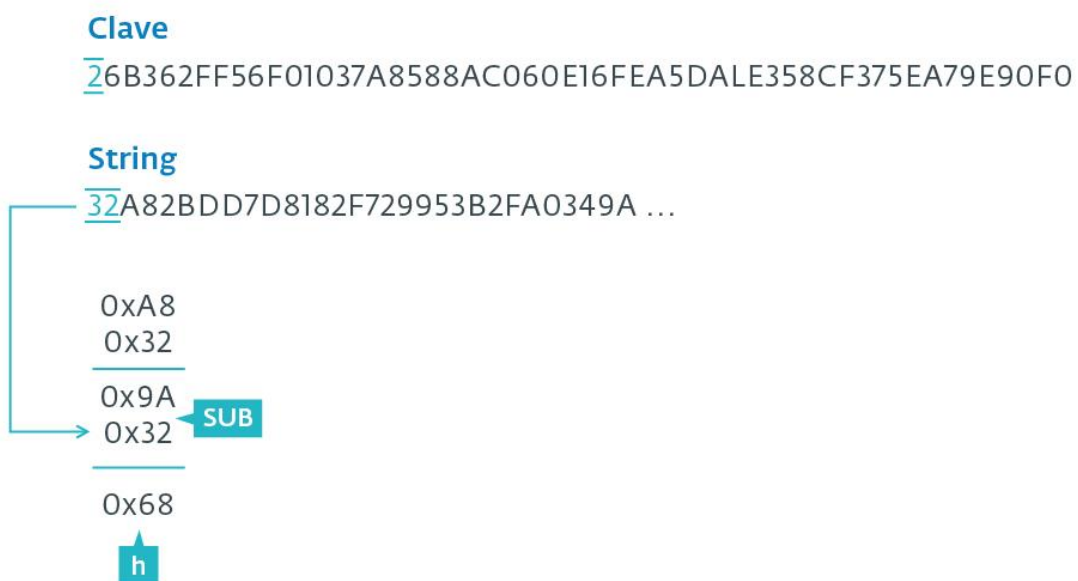 Clave
26B362FF56F01037A8588AC060E16FEA5DALE358CF375EA79E90F0
String
32A82BDD7D8182F729953B2FA0349A ...
0xA8
0x32
0x9A
SUB
0x32
0x68
h